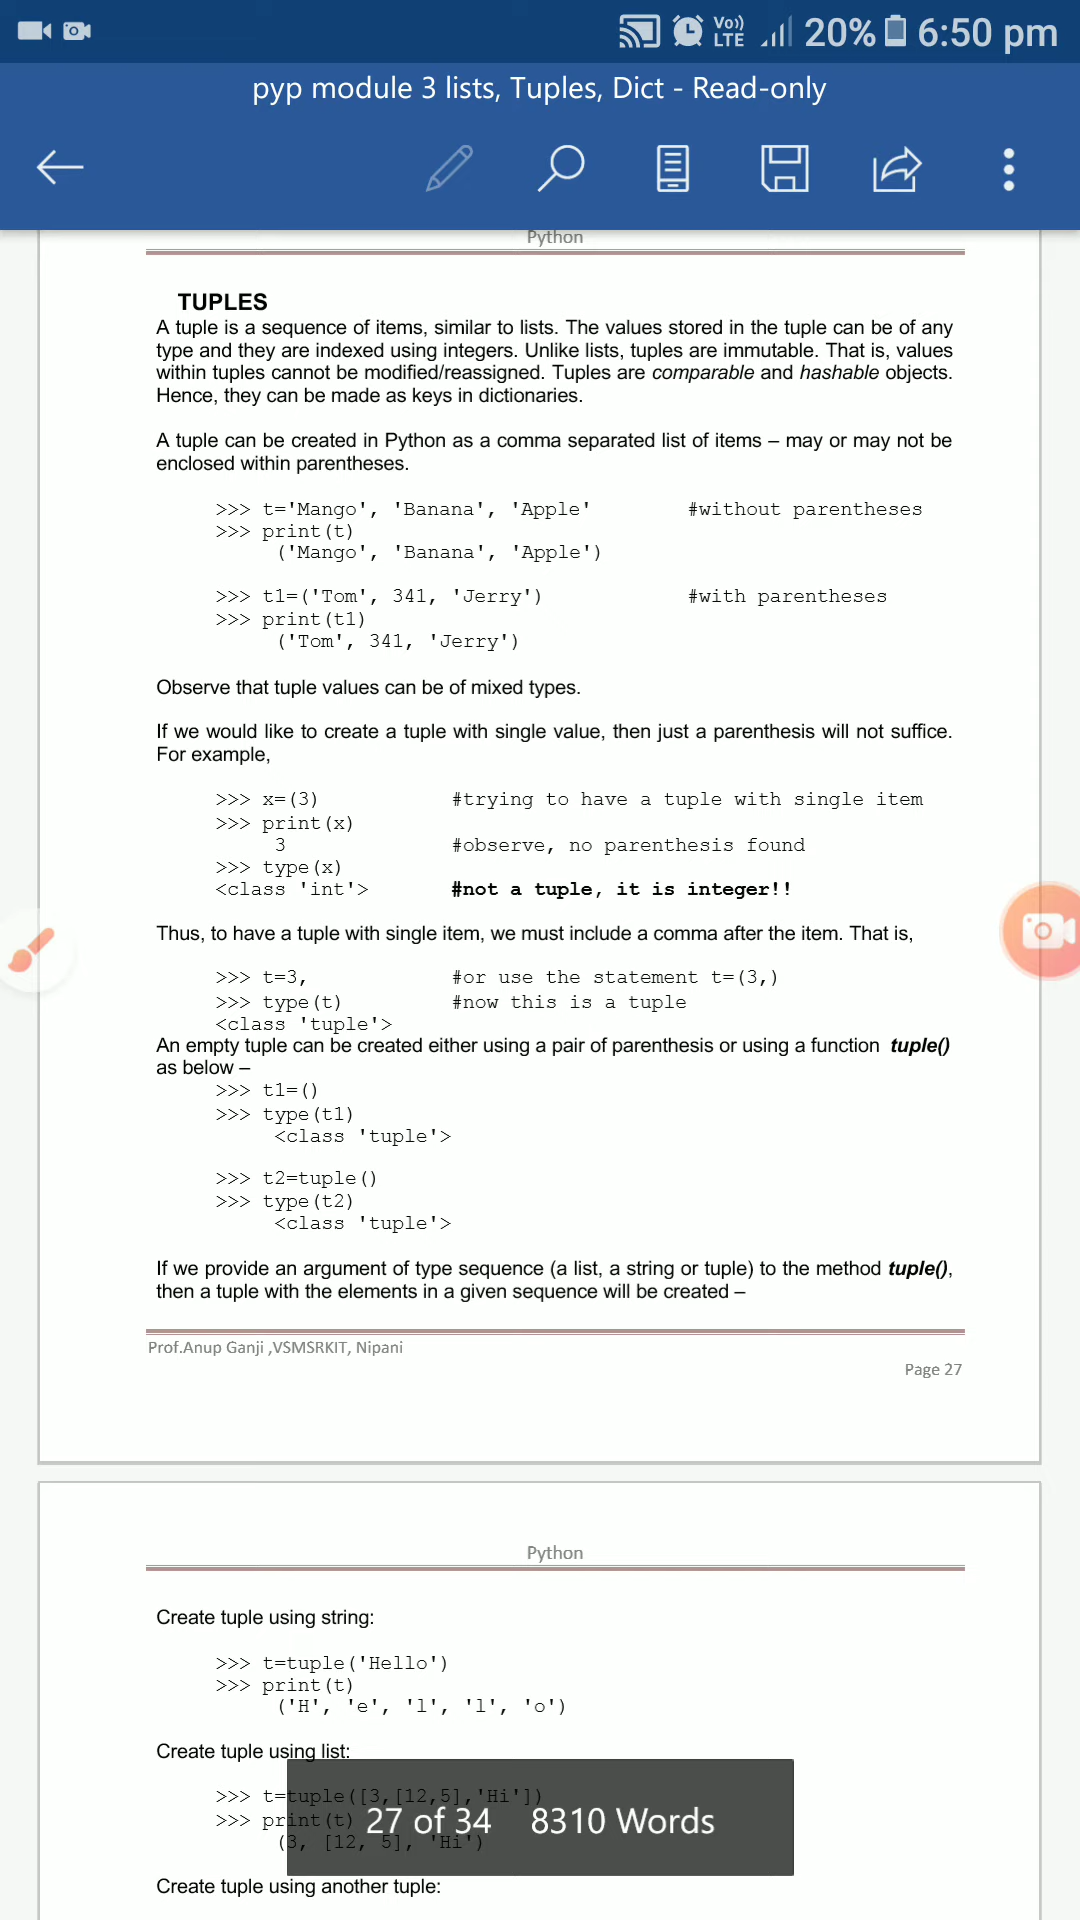 Vo))
LTE
20%
6:50 pm
pyp module 3 lists, Tuples, Dict - Read-only
Python
TUPLES
A tuple is a sequence of items, similar to lists. The values stored in the tuple can be of any
type and they are indexed using integers. Unlike lists, tuples are immutable. That is, values
within tuples cannot be modified/reassigned. Tuples are comparable and hashable objects.
Hence, they can be made as keys in dictionaries.
A tuple can be created in Python as a comma separated list of items – may or may not be
enclosed within parentheses.
>>> t='Mango', 'Banana', 'Apple' #without parentheses
>>> print(t)
('Mango', 'Banana', 'Apple')
>>> t1=('Tom', 341, 'Jerry') #with parentheses
>>> print(t1)
('Tom', 341, 'Jerry')
Observe that tuple values can be of mixed types.
If we would like to create a tuple with single value, then just a parenthesis will not suffice.
For example,
>>> x=(3) #trying to have a tuple with single item
>>> print(x)
3 #observe, no parenthesis found
>>> type(x)
<class 'int'> #not a tuple, it is integer!!
Thus, to have a tuple with single item, we must include a comma after the item. That is,
>>> t=3, #or use the statement t=(3,)
>>> type(t) #now this is a tuple
<class 'tuple'>
An empty tuple can be created either using a pair of parenthesis or using a function tuple()
as below –
>>> t1=()
>>> type(t1)
<class 'tuple'>
>>> t2=tuple()
>>> type(t2)
<class 'tuple'>
If we provide an argument of type sequence (a list, a string or tuple) to the method tuple(),
then a tuple with the elements in a given sequence will be created –
Prof.Anup Ganji ,VSMSRKIT, Nipani
Page 27
Python
Create tuple using string:
>>> t=tuple('Hello')
>>> print(t)
('H', 'e', 'l', 'l', 'o')
Create tuple using list:
>>> t=tuple([3,[12,5],'Hi'])
>>> print(t)
(3, [12, 5], 'Hi')
27 of 34 8310 Words
Create tuple using another tuple: